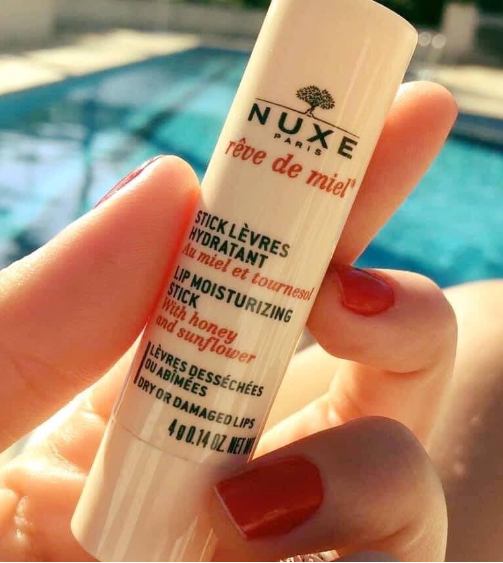 NUXE
PARIS
rêve de miel®
STICK LÈVRES
HYDRATANT
Au miel et tournesol
LIP MOISTURIZING
STICK
With honey
and sunflower
LÈVRES DESSÉCHÉES
OU ABÎMÉES
DRY OR DAMAGED LIPS
4 g 0.14 OZ. NET